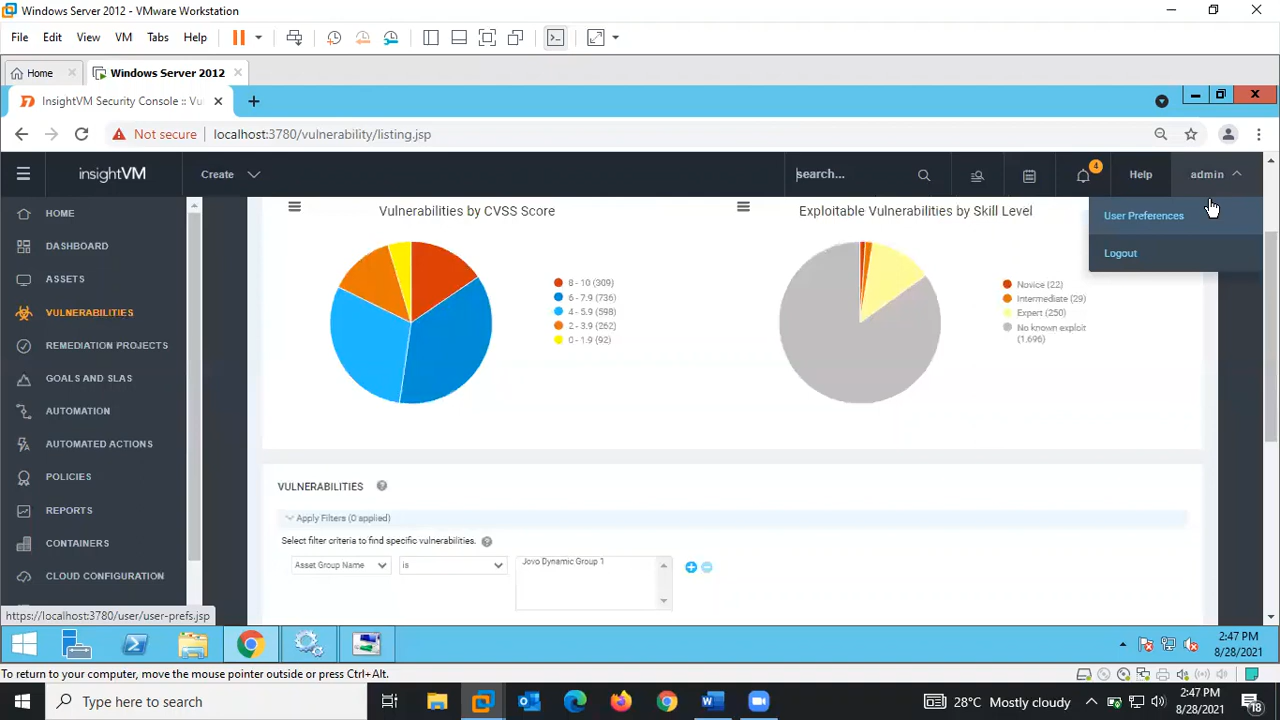 Windows Server 2012 - VMware Workstation
File Edit View VM Tabs Help
Home Windows Server 2012
InsightVM Security Console :: Vu
Not secure localhost:3780/vulnerability/listing.jsp
insightVM Create search... 4 Help admin
User Preferences
Logout
HOME
DASHBOARD
ASSETS
VULNERABILITIES
REMEDIATION PROJECTS
GOALS AND SLAS
AUTOMATION
AUTOMATED ACTIONS
POLICIES
REPORTS
CONTAINERS
CLOUD CONFIGURATION
Vulnerabilities by CVSS Score
8 - 10 (309)
6 - 7.9 (736)
4 - 5.9 (598)
2 - 3.9 (262)
0 - 1.9 (92)
Exploitable Vulnerabilities by Skill Level
Novice (22)
Intermediate (29)
Expert (250)
No known exploit
(1,696)
VULNERABILITIES
Apply Filters (0 applied)
Select filter criteria to find specific vulnerabilities.
Asset Group Name is Jovo Dynamic Group 1
https://localhost:3780/user/user-prefs.jsp
2:47 PM
8/28/2021
To return to your computer, move the mouse pointer outside or press Ctrl+Alt.
Type here to search
28°C Mostly cloudy
2:47 PM
8/28/2021
18